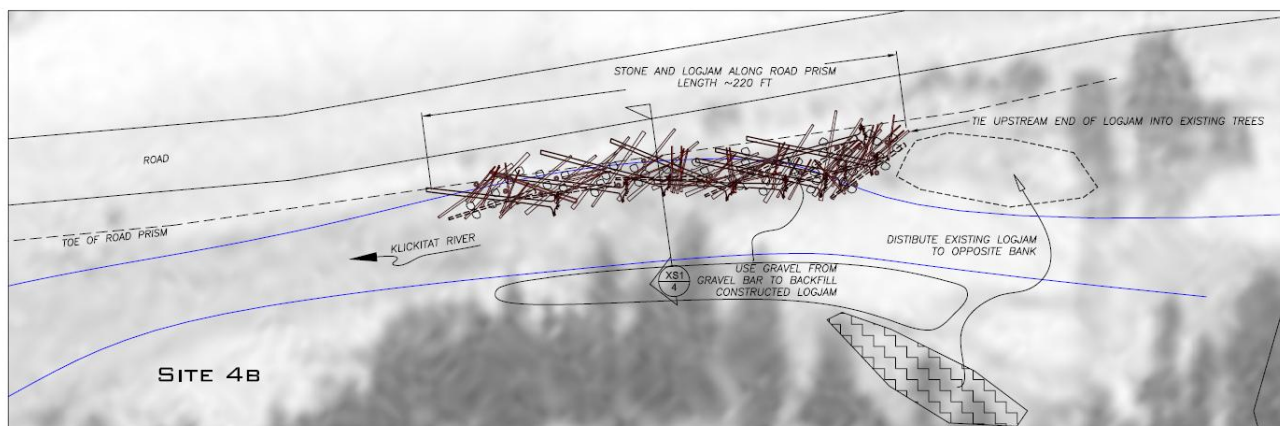 STONE AND LOGJAM ALONG ROAD PRISM
LENGTH ~220 FT
TIE UPSTREAM END OF LOGJAM INTO EXISTING TREES
ROAD
TOE OF ROAD PRISM
KLICKITAT RIVER
DISTIBUTE EXISTING LOGJAM
TO OPPOSITE BANK
XS1
4
USE GRAVEL FROM
GRAVEL BAR TO BACKFILL
CONSTRUCTED LOGJAM
SITE 4B